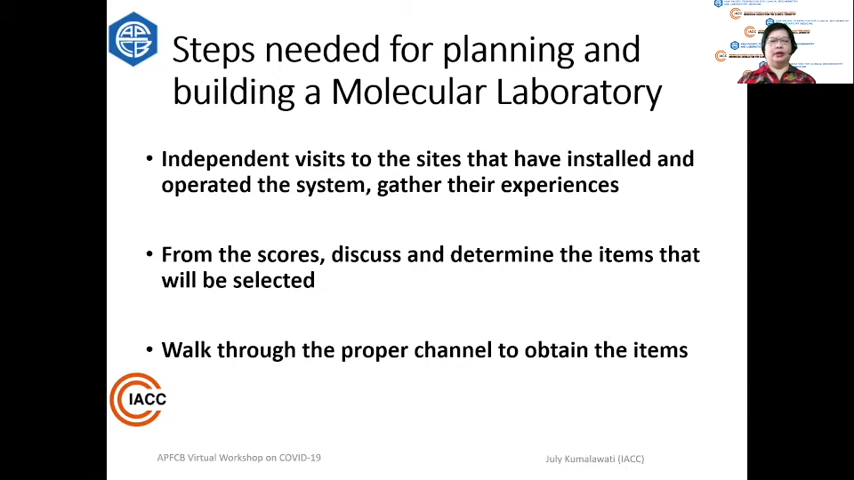 APFCB
Steps needed for planning and
building a Molecular Laboratory
• Independent visits to the sites that have installed and
operated the system, gather their experiences
• From the scores, discuss and determine the items that
will be selected
• Walk through the proper channel to obtain the items
IACC
APFCB Virtual Workshop on COVID-19
July Kumalawati (IACC)